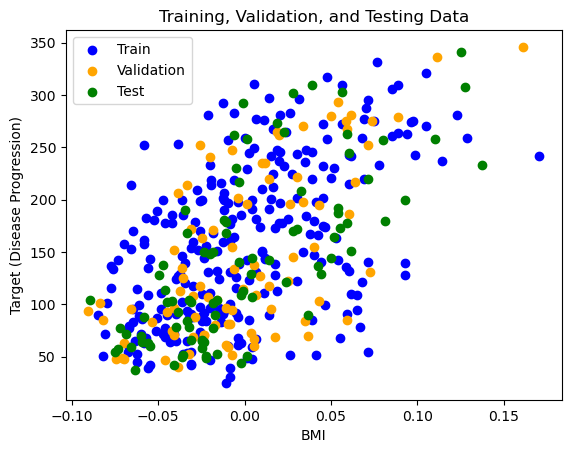 Training, Validation, and Testing Data
Train
Validation
Test
350
300
250
200
150
100
50
Target (Disease Progression)
−0.10 −0.05 0.00 0.05 0.10 0.15
BMI